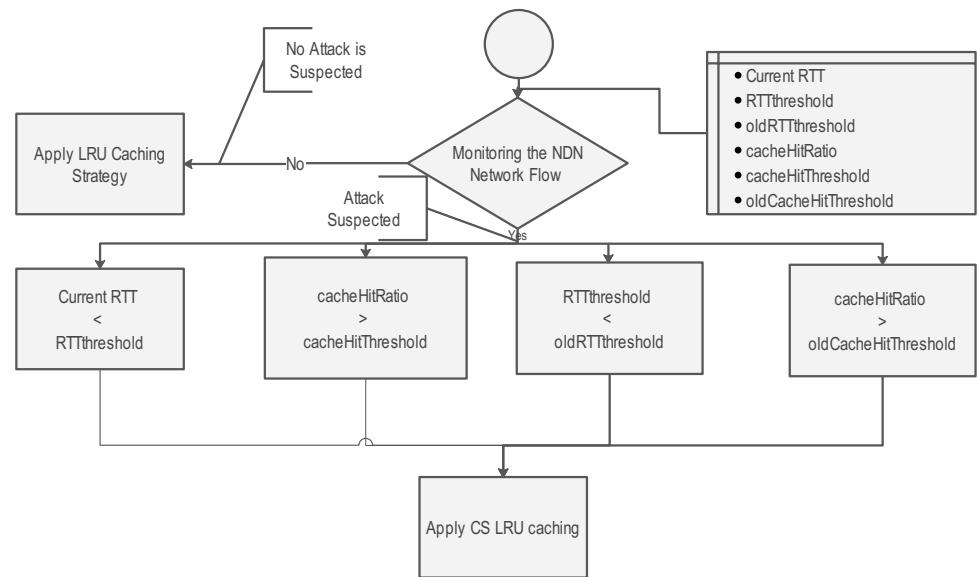 No Attack is
Suspected
• Current RTT
• RTTthreshold
• oldRTTthreshold
• cacheHitRatio
• cacheHitThreshold
• oldCacheHitThreshold
Apply LRU Caching
Strategy
No
Monitoring the NDN
Network Flow
Attack
Suspected
Yes
Current RTT
<
RTTthreshold
cacheHitRatio
>
cacheHitThreshold
RTTthreshold
<
oldRTTthreshold
cacheHitRatio
>
oldCacheHitThreshold
Apply CS LRU caching